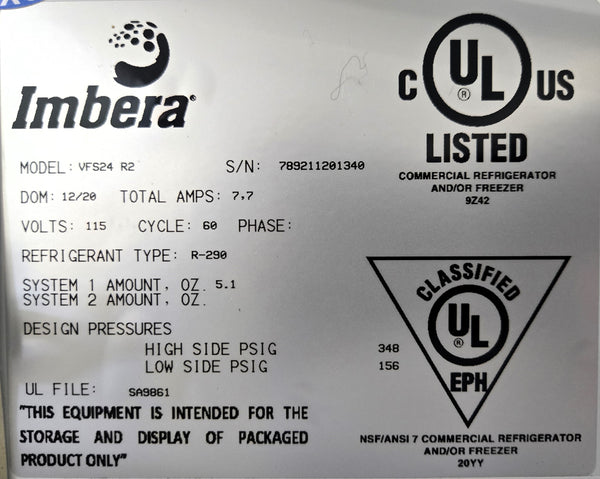 Imbera®
C UL® US
LISTED
COMMERCIAL REFRIGERATOR
AND/OR FREEZER
9Z42
MODEL: VFS24 R2 S/N: 789211201340
DOM: 12/20 TOTAL AMPS: 7,7
VOLTS: 115 CYCLE: 60 PHASE:
REFRIGERANT TYPE: R-290
SYSTEM 1 AMOUNT, OZ. 5.1
SYSTEM 2 AMOUNT, OZ.
DESIGN PRESSURES
HIGH SIDE PSIG 348
LOW SIDE PSIG 156
UL FILE: SA9861
"THIS EQUIPMENT IS INTENDED FOR THE
STORAGE AND DISPLAY OF PACKAGED
PRODUCT ONLY"
CLASSIFIED
UL®
EPH
NSF/ANSI 7 COMMERCIAL REFRIGERATOR
AND/OR FREEZER
20YY